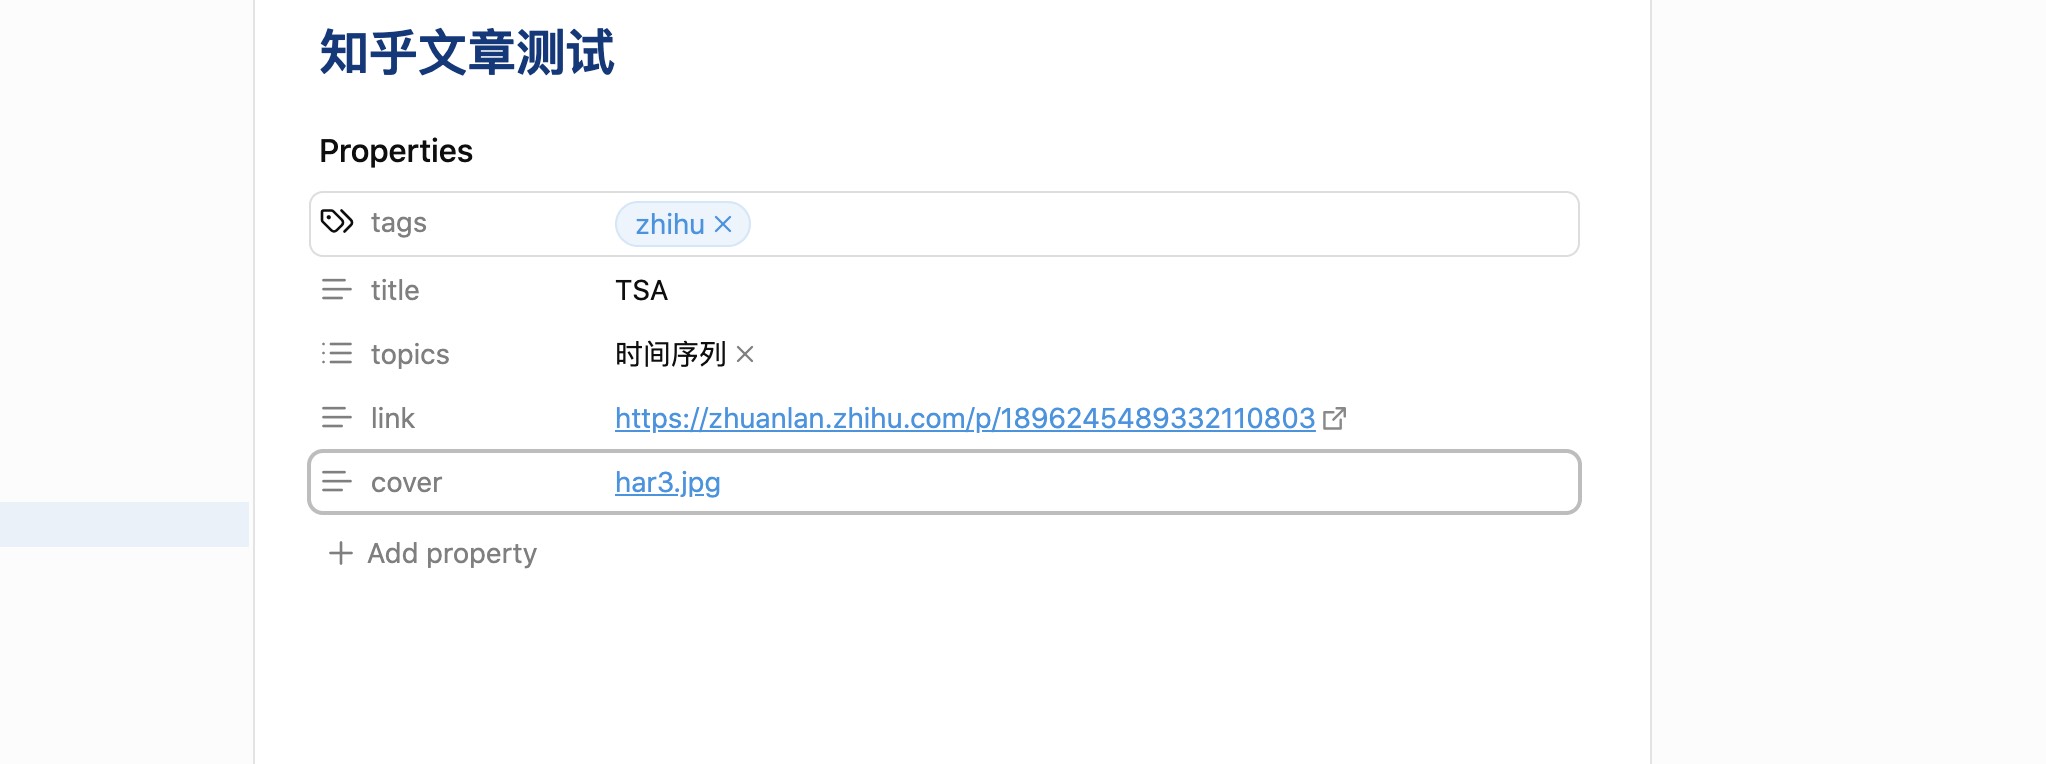 知乎文章测试
Properties
tags zhihu
title TSA
topics 时间序列
link https://zhuanlan.zhihu.com/p/1896245489332110803
cover har3.jpg
Add property